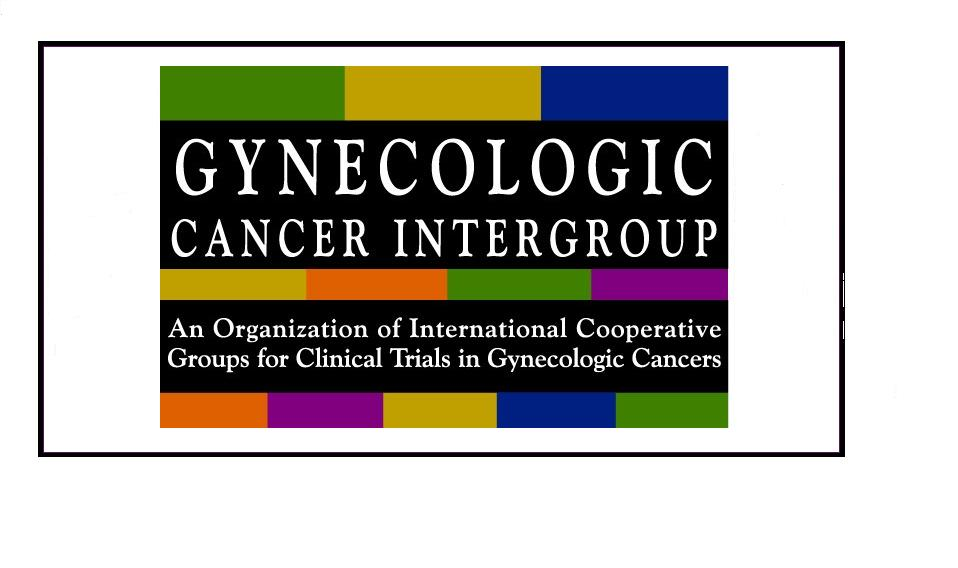 GYNECOLOGIC
CANCER INTERGROUP
An Organization of International Cooperative
Groups for Clinical Trials in Gynecologic Cancers